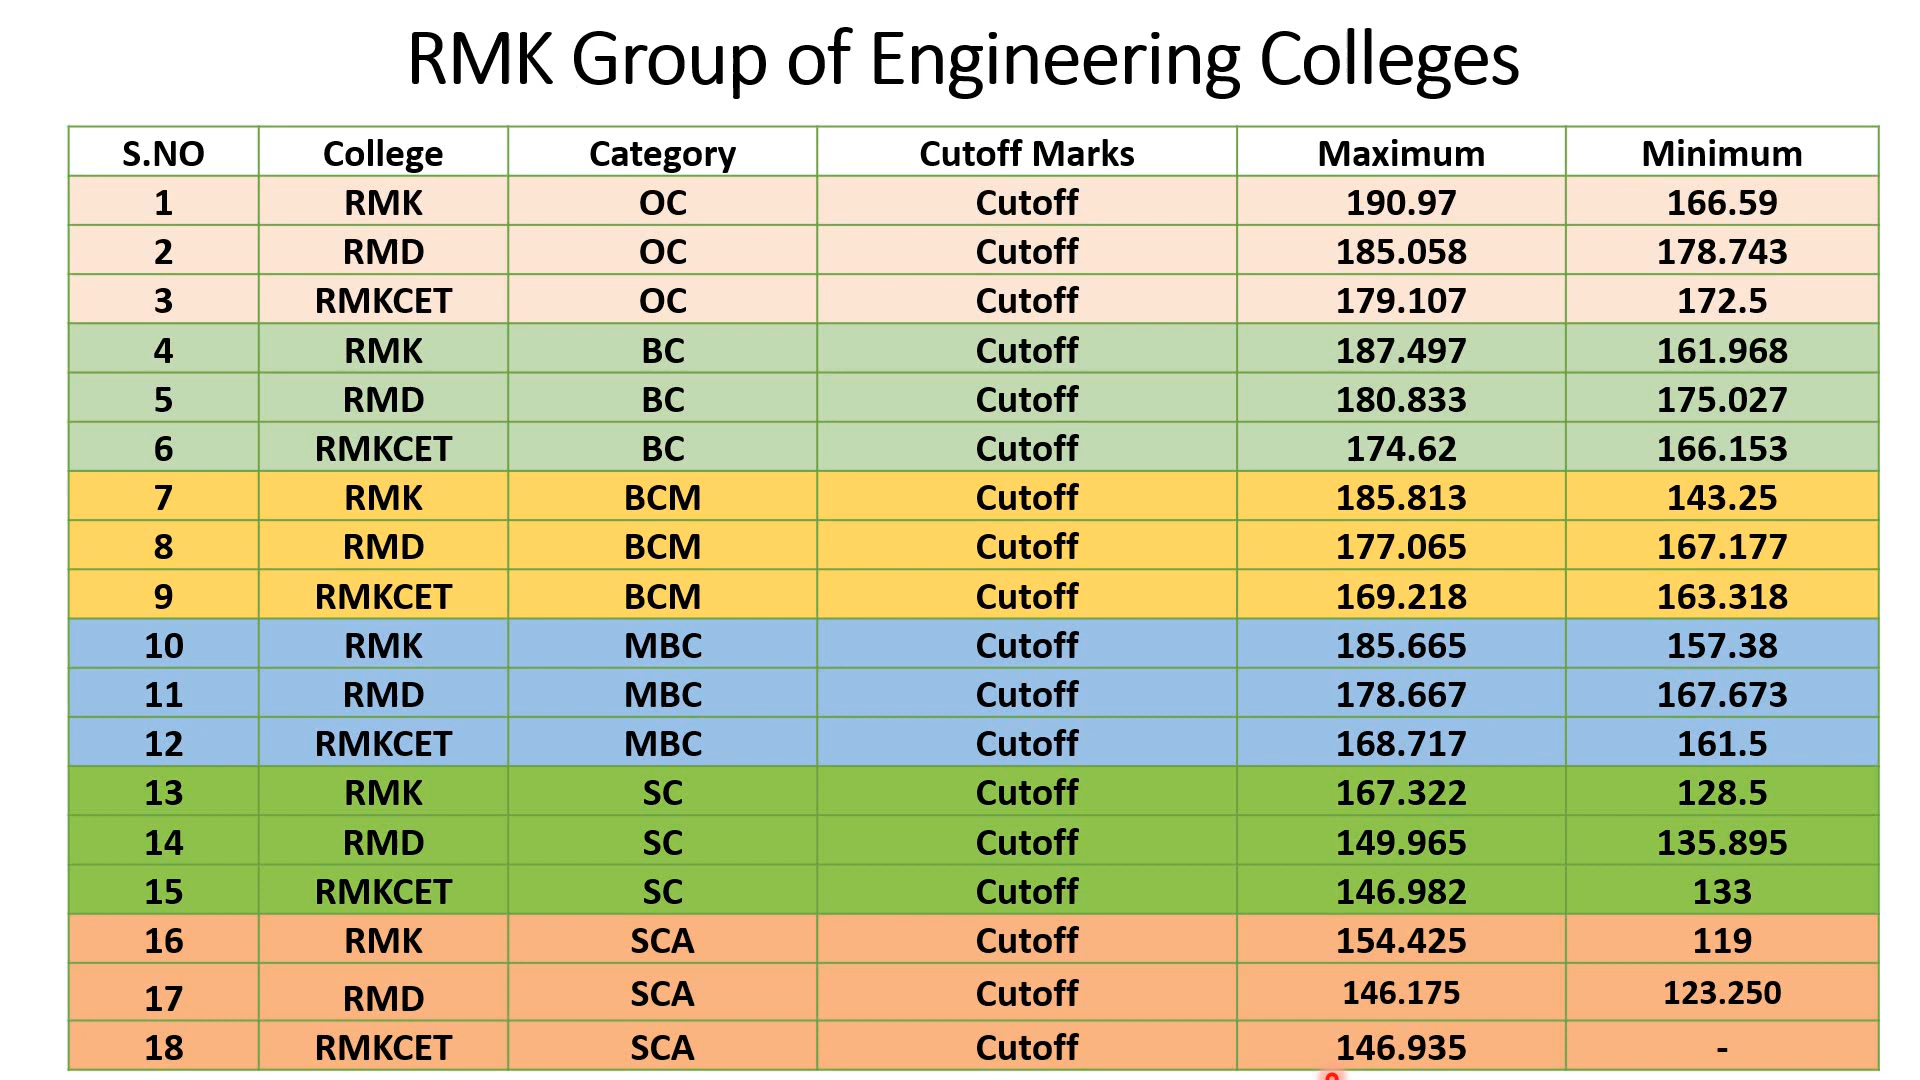 RMK Group of Engineering Colleges
S.NO College Category Cutoff Marks Maximum Minimum
1 RMK OC Cutoff 190.97 166.59
2 RMD OC Cutoff 185.058 178.743
3 RMKCET OC Cutoff 179.107 172.5
4 RMK BC Cutoff 187.497 161.968
5 RMD BC Cutoff 180.833 175.027
6 RMKCET BC Cutoff 174.62 166.153
7 RMK BCM Cutoff 185.813 143.25
8 RMD BCM Cutoff 177.065 167.177
9 RMKCET BCM Cutoff 169.218 163.318
10 RMK MBC Cutoff 185.665 157.38
11 RMD MBC Cutoff 178.667 167.673
12 RMKCET MBC Cutoff 168.717 161.5
13 RMK SC Cutoff 167.322 128.5
14 RMD SC Cutoff 149.965 135.895
15 RMKCET SC Cutoff 146.982 133
16 RMK SCA Cutoff 154.425 119
17 RMD SCA Cutoff 146.175 123.250
18 RMKCET SCA Cutoff 146.935 -